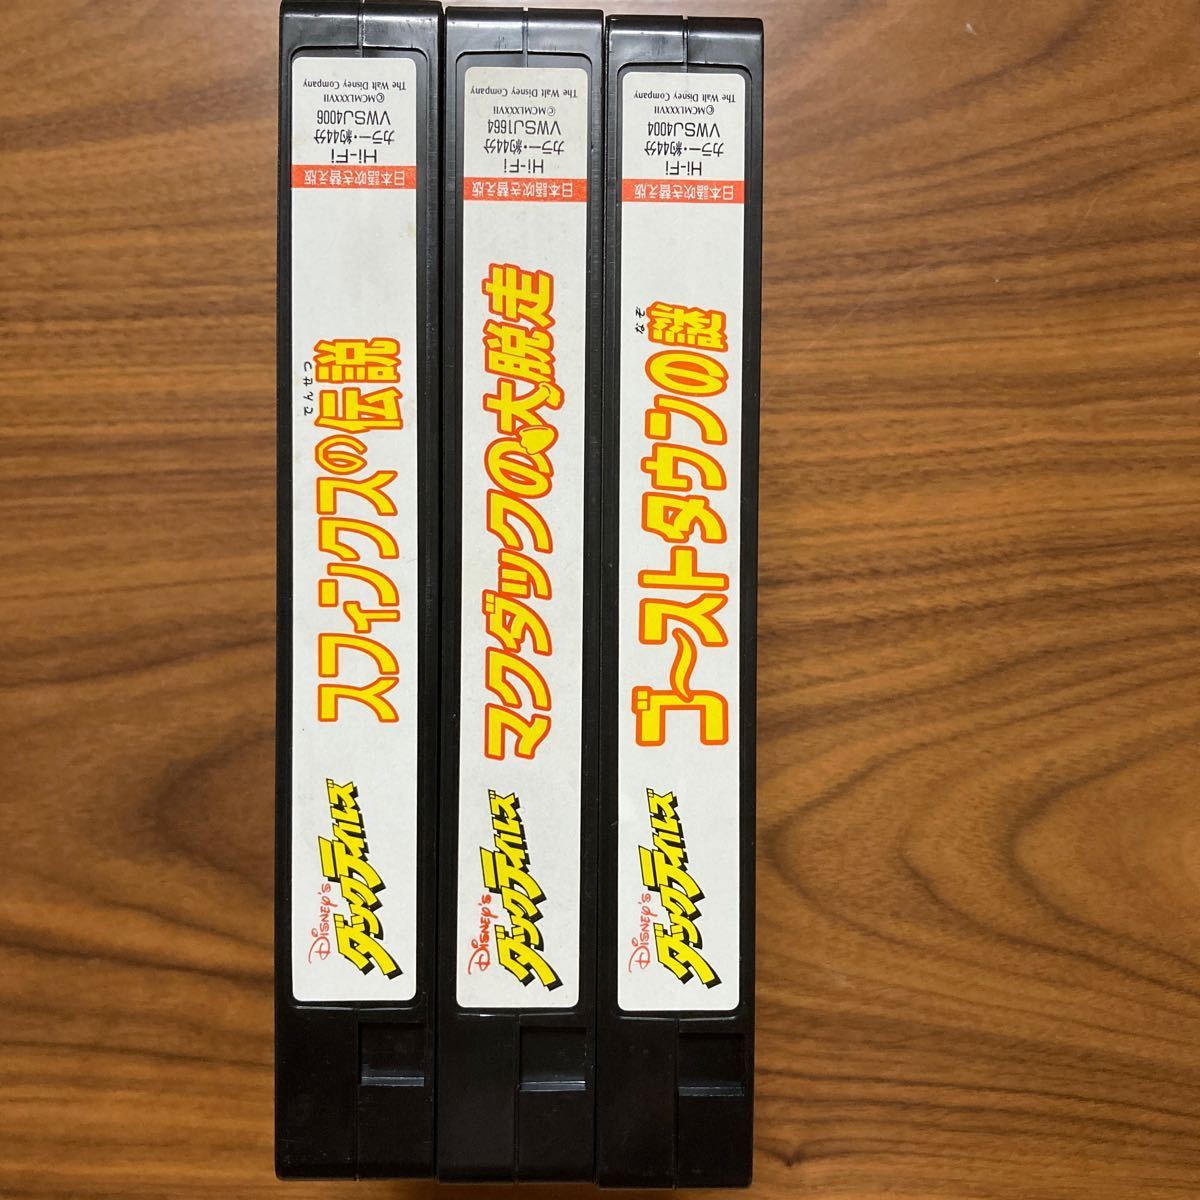 Disney's
ダックテイルズ
でんせつ
スフィンクスの伝説
日本語吹き替え版
Hi-Fi
カラー・約44分
VWSJ4006
©MCMLXXXVII
The Walt Disney Company
Disney's
ダックテイルズ
マクダックの大脱走
日本語吹き替え版
Hi-Fi
カラー・約44分
VWSJ1664
©MCMLXXXVII
The Walt Disney Company
Disney's
ダックテイルズ
なぞ
ゴーストタウンの謎
日本語吹き替え版
Hi-Fi
カラー・約44分
VWSJ4004
©MCMLXXXVII
The Walt Disney Company